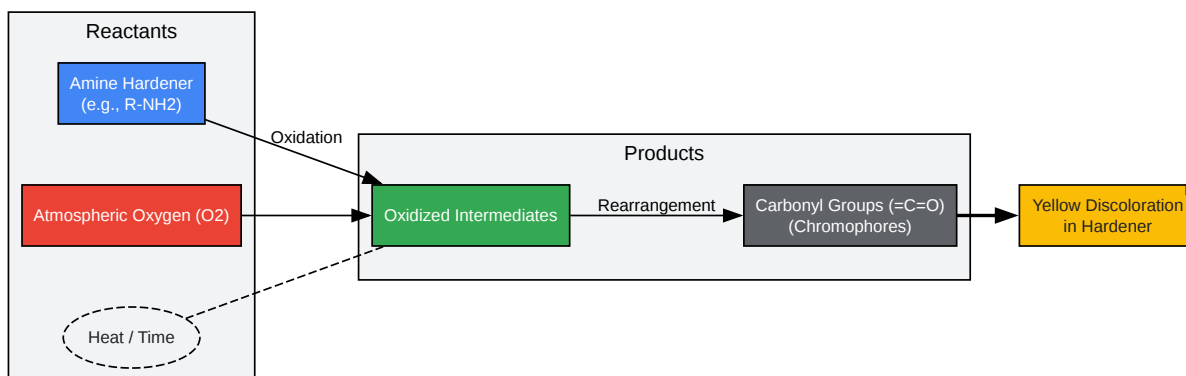 Reactants
Amine Hardener
(e.g., R-NH2)
Oxidation
Products
Atmospheric Oxygen (O2)
Oxidized Intermediates
Rearrangement
Carbonyl Groups (=C=O)
(Chromophores)
Yellow Discoloration
in Hardener
Heat / Time